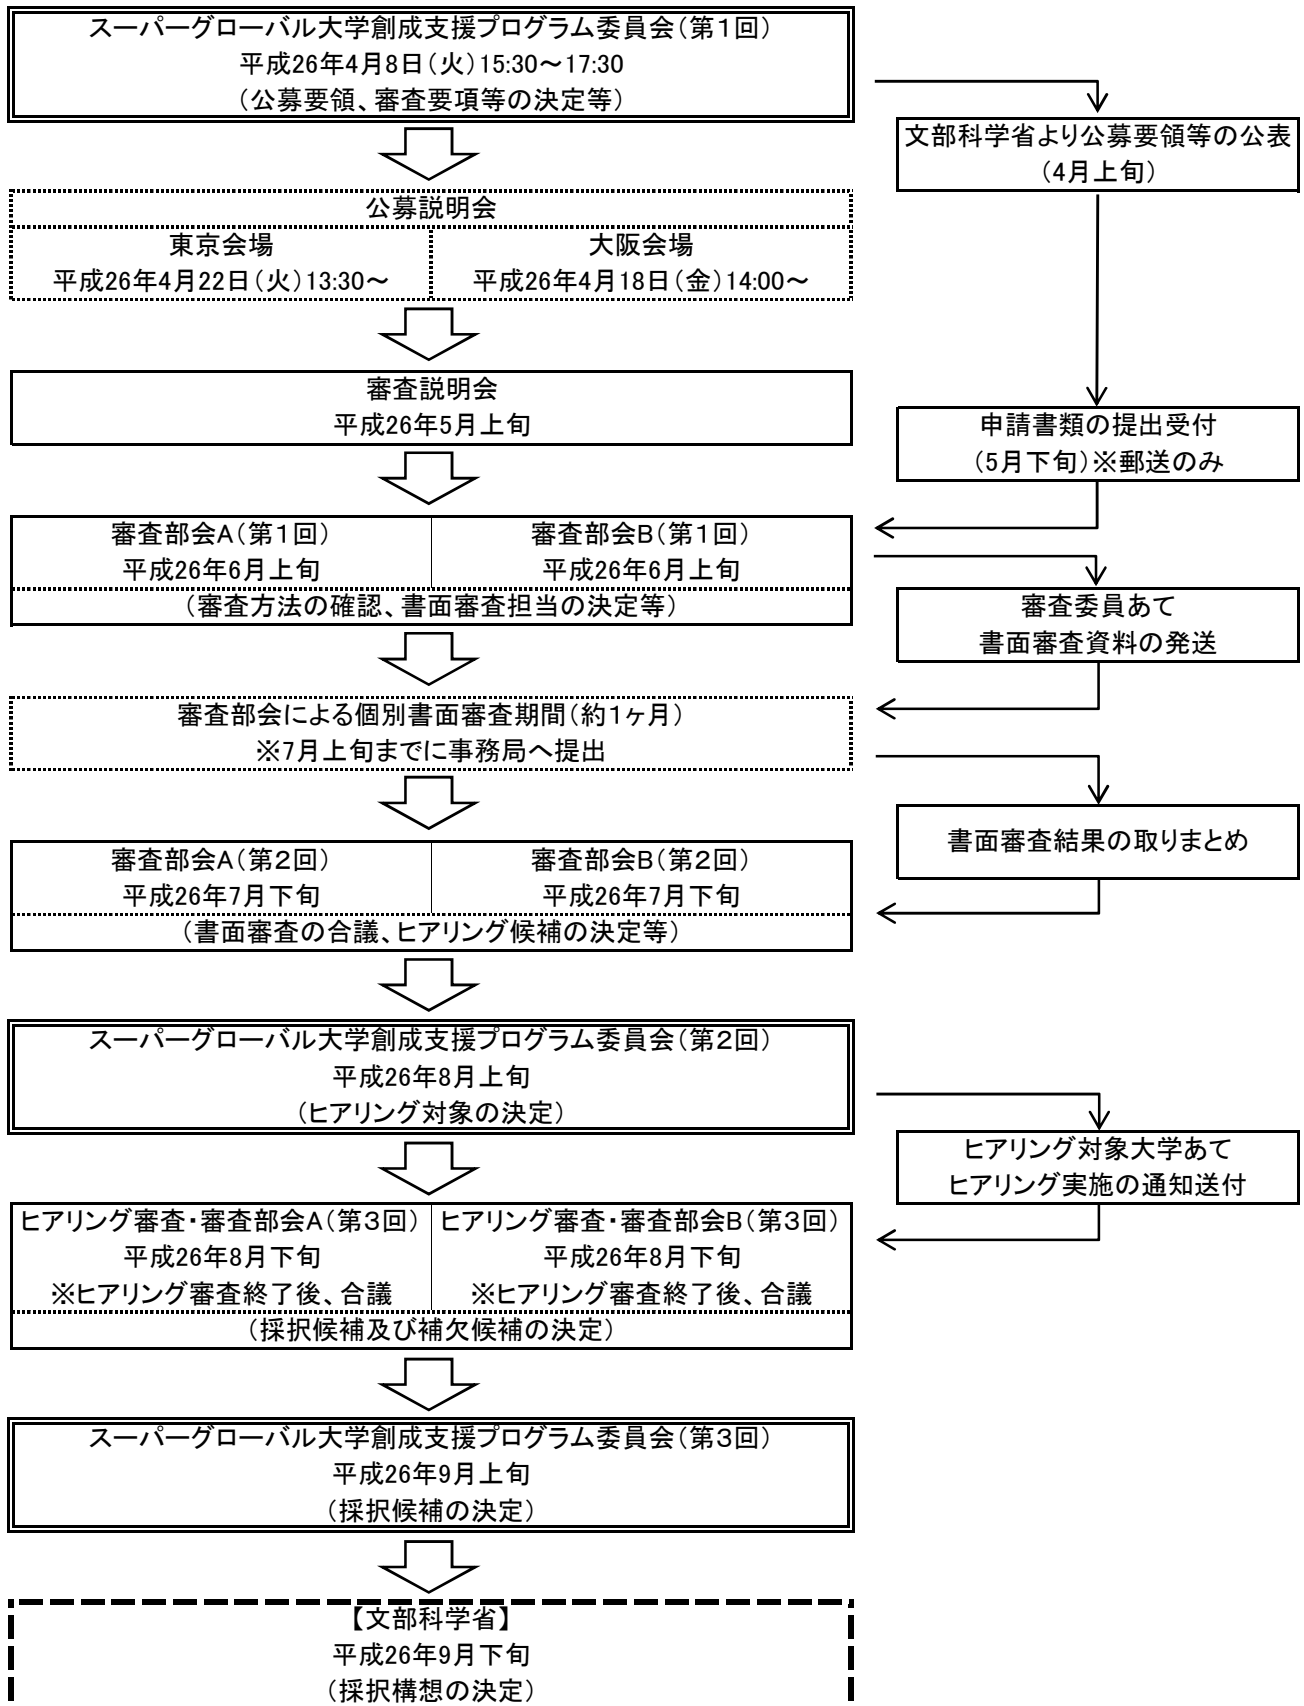 スーパーグローバル大学創成支援プログラム委員会(第1回)
平成26年4月8日(火)15:30～17:30
(公募要領、審査要項等の決定等)
文部科学省より公募要領等の公表
(4月上旬)
公募説明会
東京会場
平成26年4月22日(火)13:30～
大阪会場
平成26年4月18日(金)14:00～
審査説明会
平成26年5月上旬
申請書類の提出受付
(5月下旬)※郵送のみ
審査部会A(第1回)
平成26年6月上旬
審査部会B(第1回)
平成26年6月上旬
(審査方法の確認、書面審査担当の決定等)
審査委員あて
書面審査資料の発送
審査部会による個別書面審査期間(約1ヶ月)
※7月上旬までに事務局へ提出
書面審査結果の取りまとめ
審査部会A(第2回)
平成26年7月下旬
審査部会B(第2回)
平成26年7月下旬
(書面審査の合議、ヒアリング候補の決定等)
スーパーグローバル大学創成支援プログラム委員会(第2回)
平成26年8月上旬
(ヒアリング対象の決定)
ヒアリング対象大学あて
ヒアリング実施の通知送付
ヒアリング審査・審査部会A(第3回)
平成26年8月下旬
※ヒアリング審査終了後、合議
ヒアリング審査・審査部会B(第3回)
平成26年8月下旬
※ヒアリング審査終了後、合議
(採択候補及び補欠候補の決定)
スーパーグローバル大学創成支援プログラム委員会(第3回)
平成26年9月上旬
(採択候補の決定)
【文部科学省】
平成26年9月下旬
(採択構想の決定)